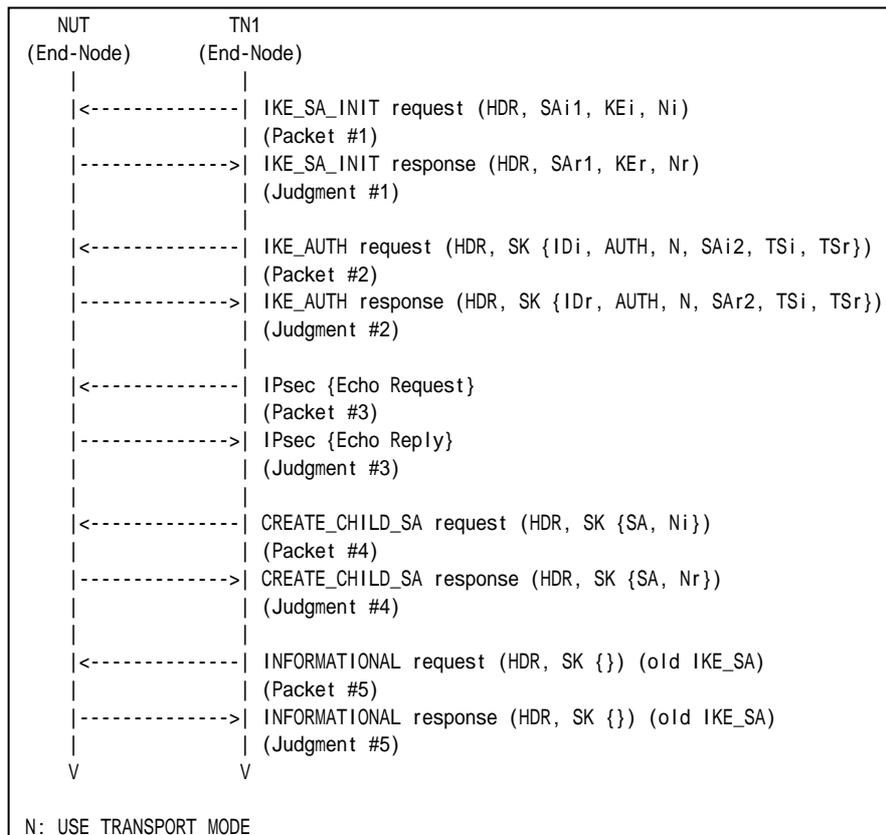 NUT TN1
(End-Node) (End-Node)
| |
|<--------------| IKE_SA_INIT request (HDR, SAi1, KEi, Ni)
| | (Packet #1)
|-------------->| IKE_SA_INIT response (HDR, SAr1, KEr, Nr)
| | (Judgment #1)
| |
|<--------------| IKE_AUTH request (HDR, SK {IDi, AUTH, N, SAi2, TSi, TSr})
| | (Packet #2)
|-------------->| IKE_AUTH response (HDR, SK {IDr, AUTH, N, SAr2, TSi, TSr})
| | (Judgment #2)
| |
|<--------------| IPsec {Echo Request}
| | (Packet #3)
|-------------->| IPsec {Echo Reply}
| | (Judgment #3)
| |
|<--------------| CREATE_CHILD_SA request (HDR, SK {SA, Ni})
| | (Packet #4)
|-------------->| CREATE_CHILD_SA response (HDR, SK {SA, Nr})
| | (Judgment #4)
| |
|<--------------| INFORMATIONAL request (HDR, SK {}) (old IKE_SA)
| | (Packet #5)
|-------------->| INFORMATIONAL response (HDR, SK {}) (old IKE_SA)
| | (Judgment #5)
V V
N: USE TRANSPORT MODE